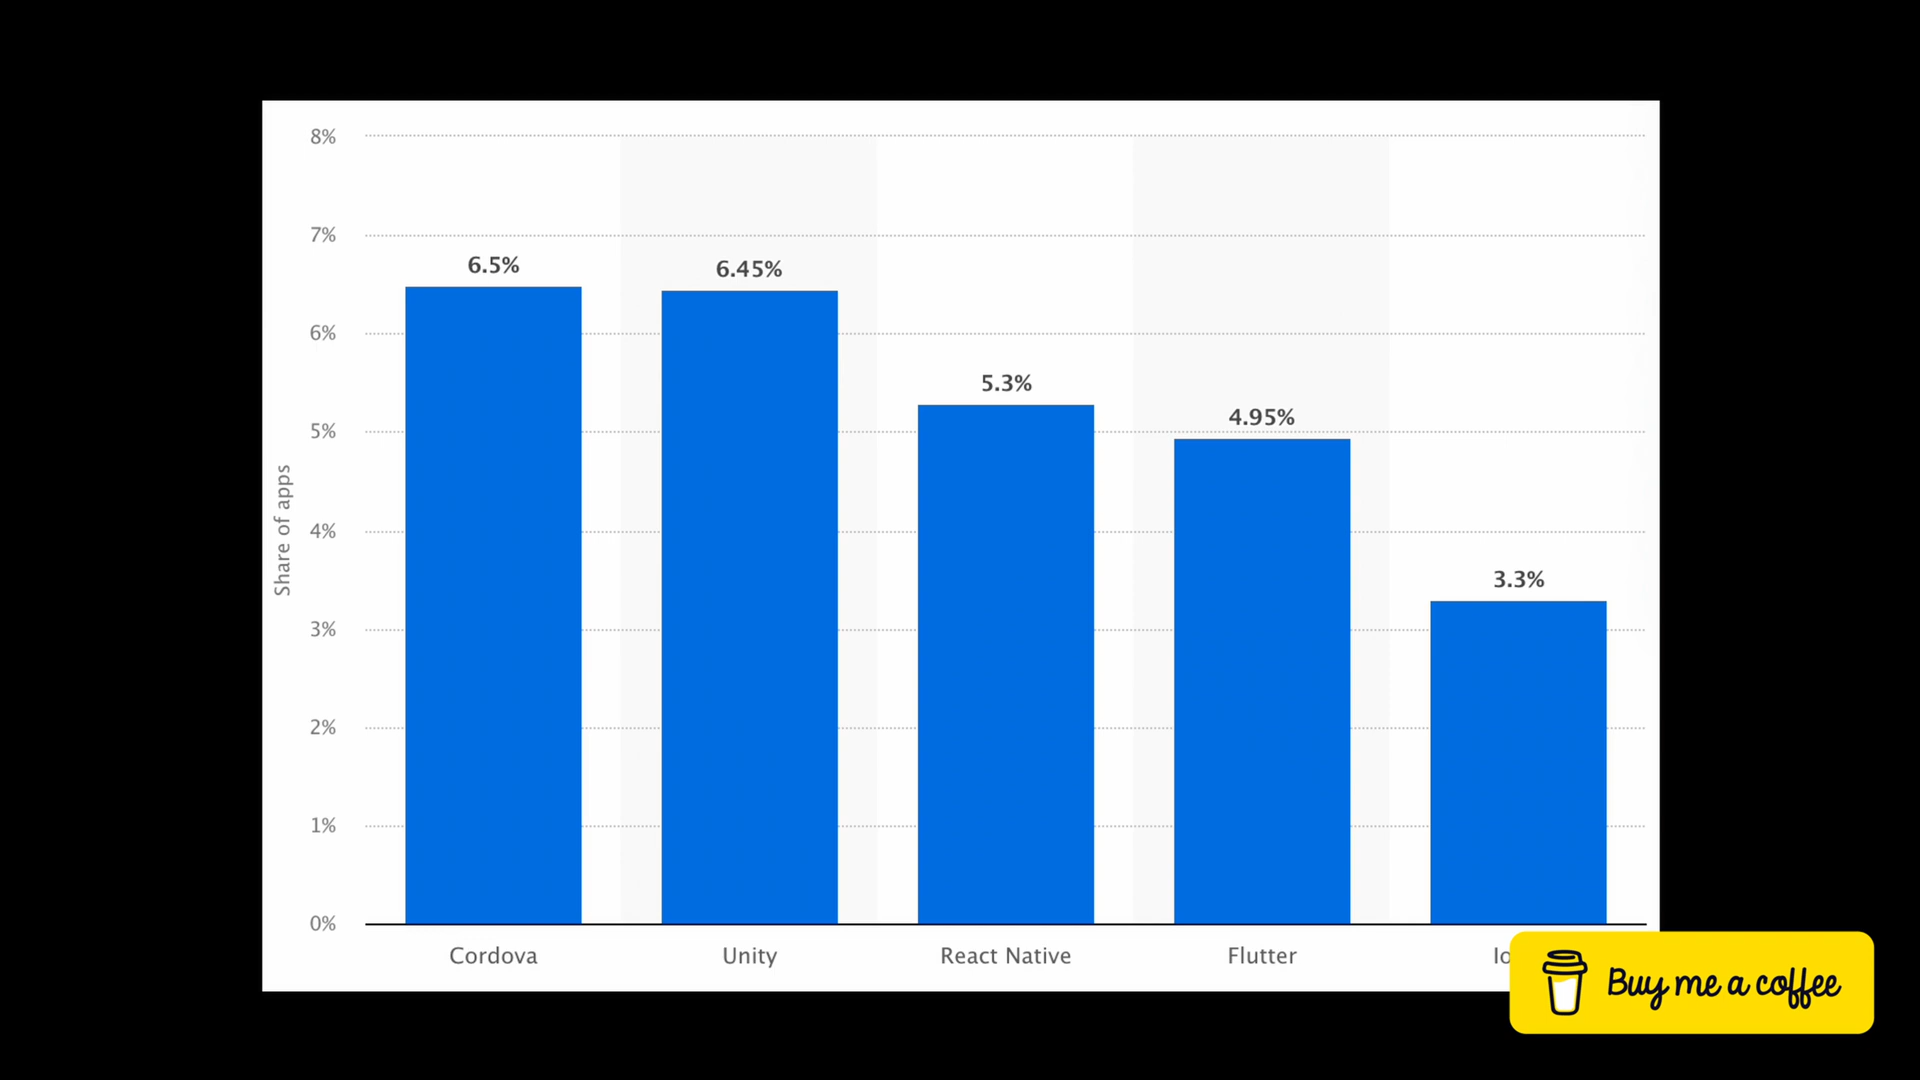 8%
7%
6%
5%
4%
3%
2%
1%
0%
Share of apps
6.5%
6.45%
5.3%
4.95%
3.3%
Cordova
Unity
React Native
Flutter
Buy me a coffee